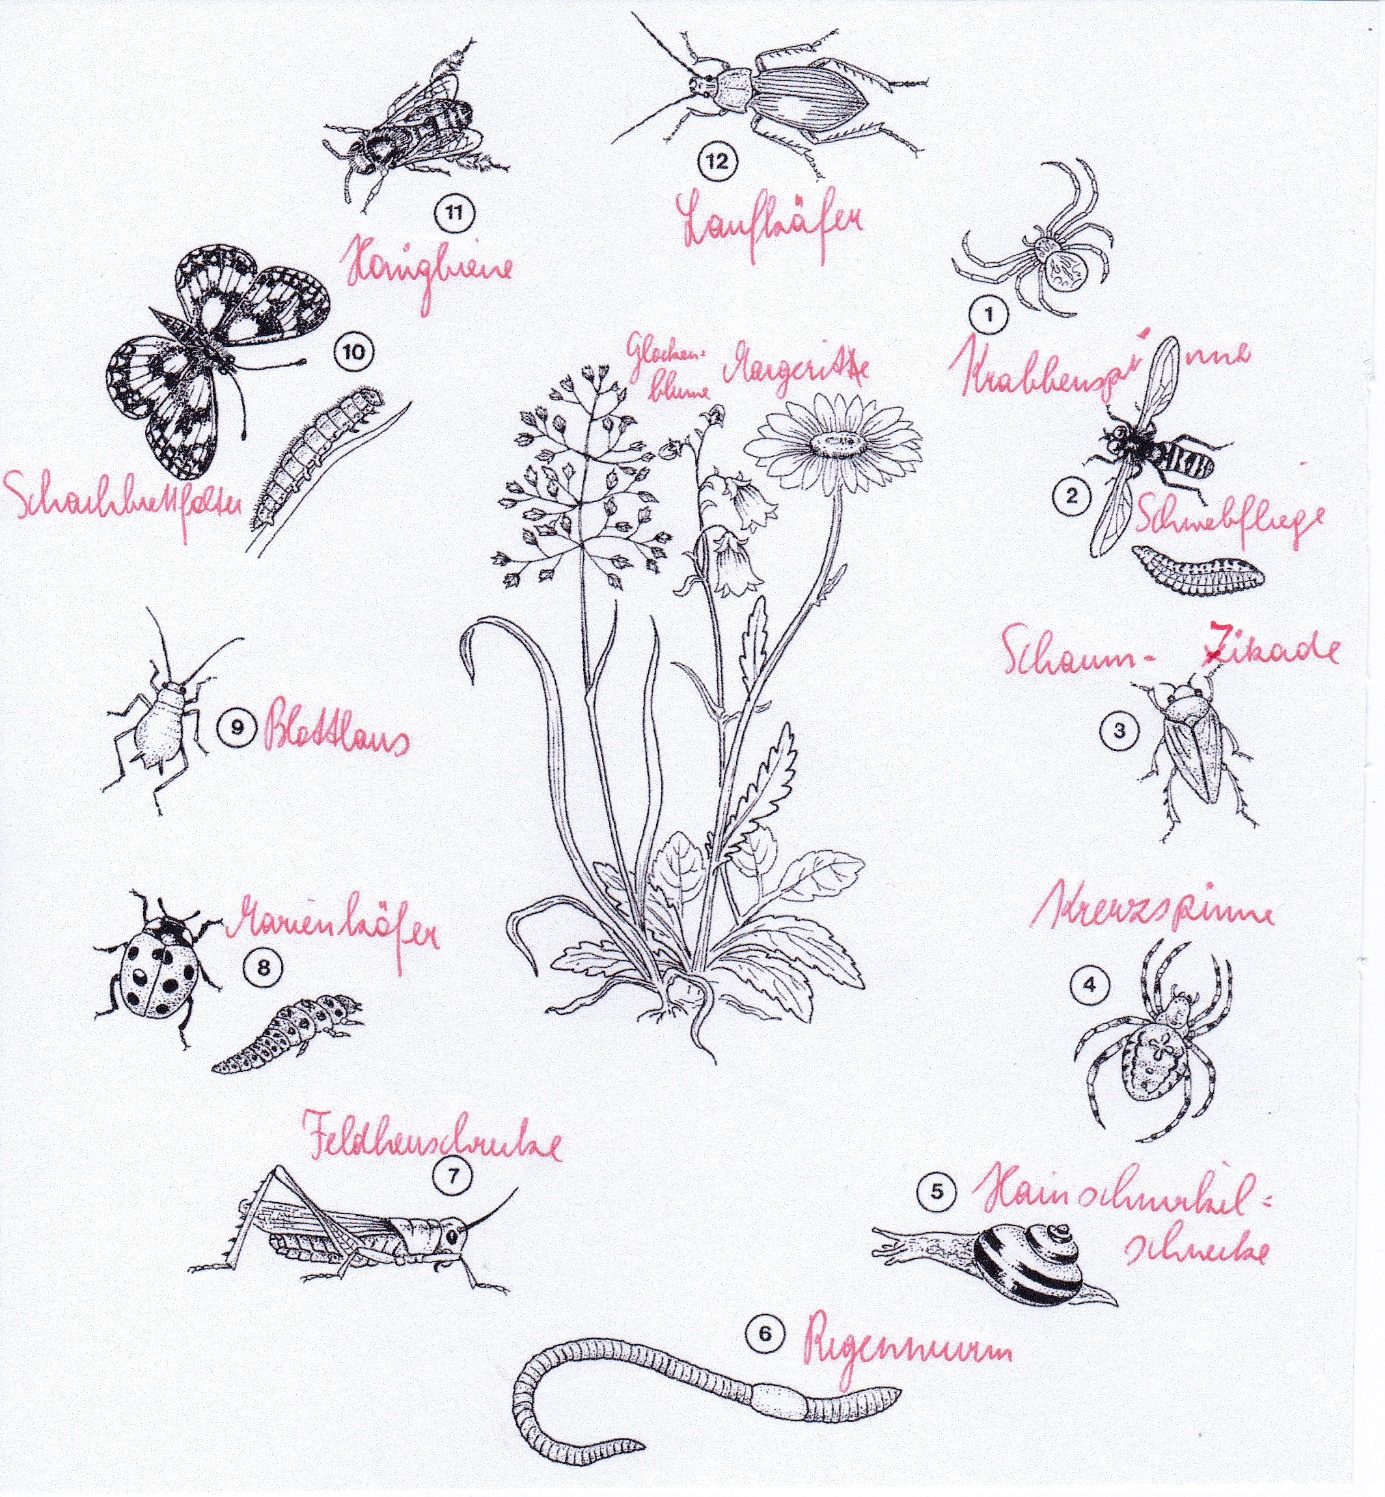 12
Laufkäfer
11
Honigbiene
1
Krabbenspinne
10
Glocken=
blume
Margeritte
2
Schwebfliege
Schachbrettfalter
Schaum- Zikade
3
9 Blattlaus
Kreuzspinne
4
Marienkäfer
8
Feldheuschrecke
7
5 Hainschnirkel=
schnecke
6 Regenwurm